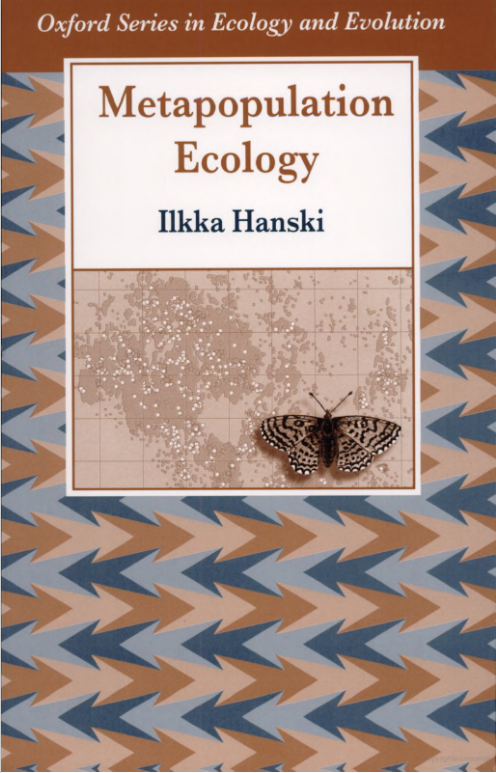 Oxford Series in Ecology and Evolution
Metapopulation
Ecology
Ilkka Hanski